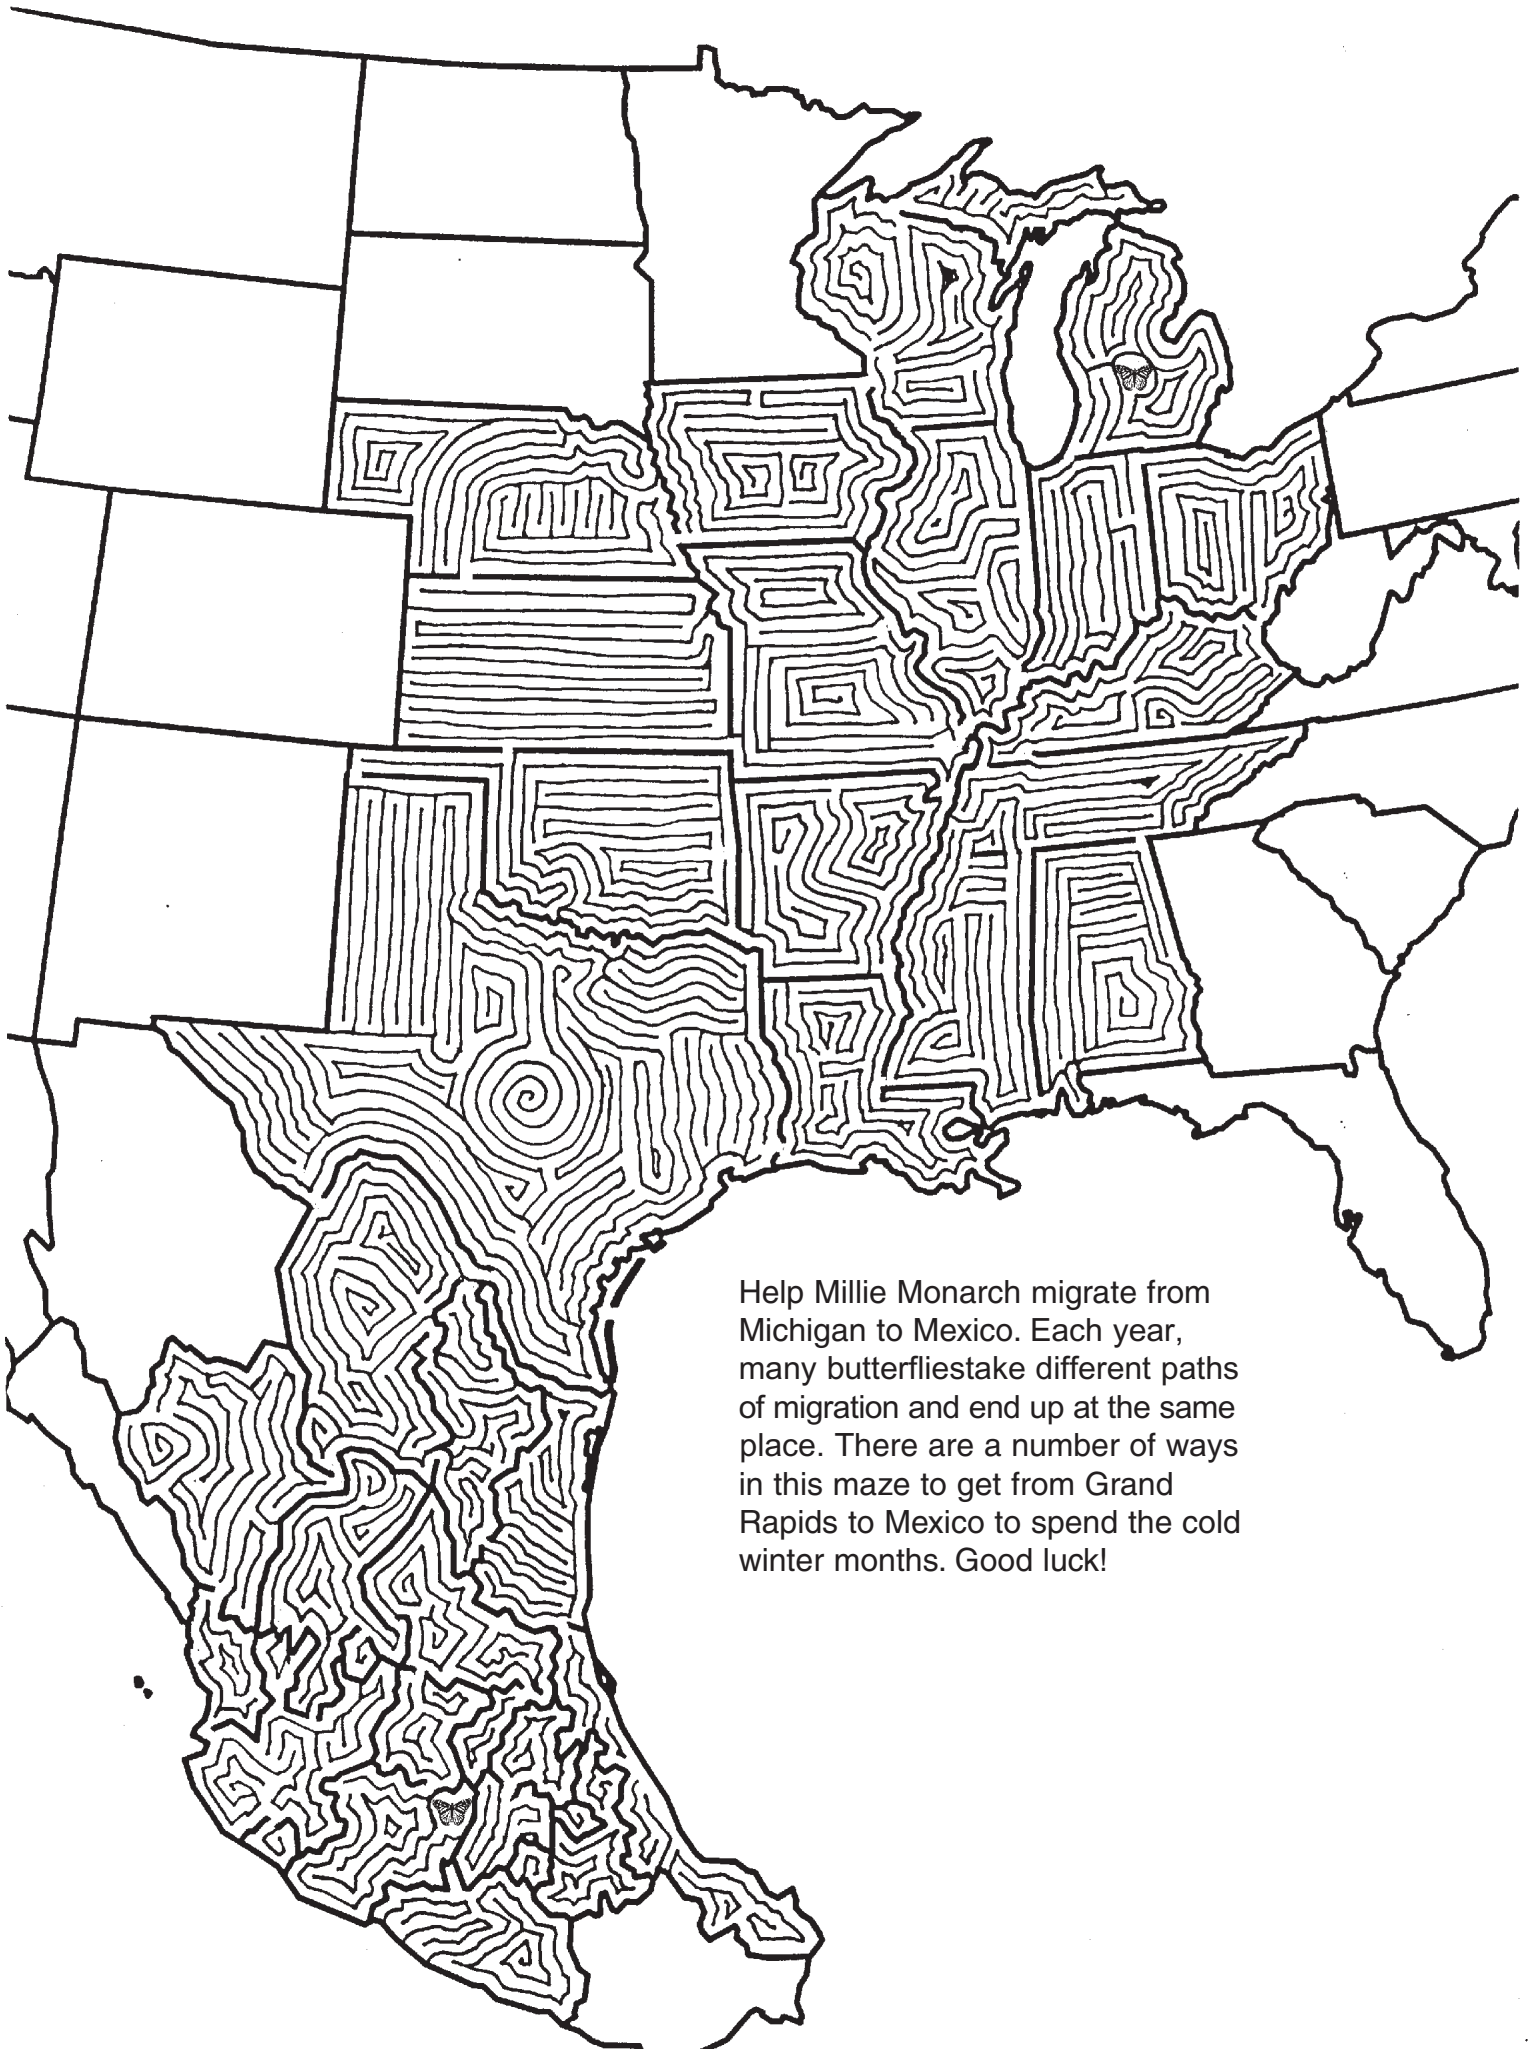 Help Millie Monarch migrate from
Michigan to Mexico. Each year,
many butterfliestake different paths
of migration and end up at the same
place. There are a number of ways
in this maze to get from Grand
Rapids to Mexico to spend the cold
winter months. Good luck!